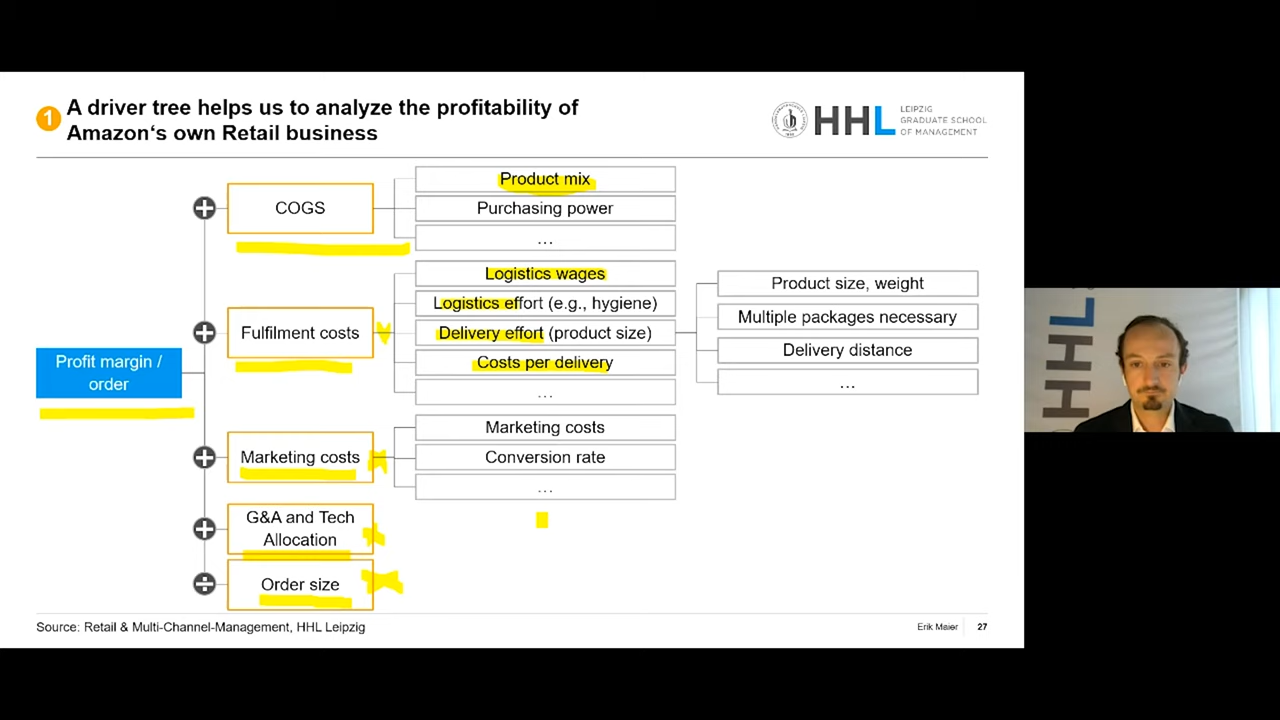 1
A driver tree helps us to analyze the profitability of
Amazon‘s own Retail business
HHL
LEIPZIG
GRADUATE SCHOOL
OF MANAGEMENT
Profit margin /
order
COGS
Product mix
Purchasing power
...
Fulfilment costs
Logistics wages
Logistics effort (e.g., hygiene)
Delivery effort (product size)
Costs per delivery
...
Product size, weight
Multiple packages necessary
Delivery distance
...
Marketing costs
Marketing costs
Conversion rate
...
G&A and Tech
Allocation
Order size
Source: Retail & Multi-Channel-Management, HHL Leipzig
Erik Maier
27
HHL